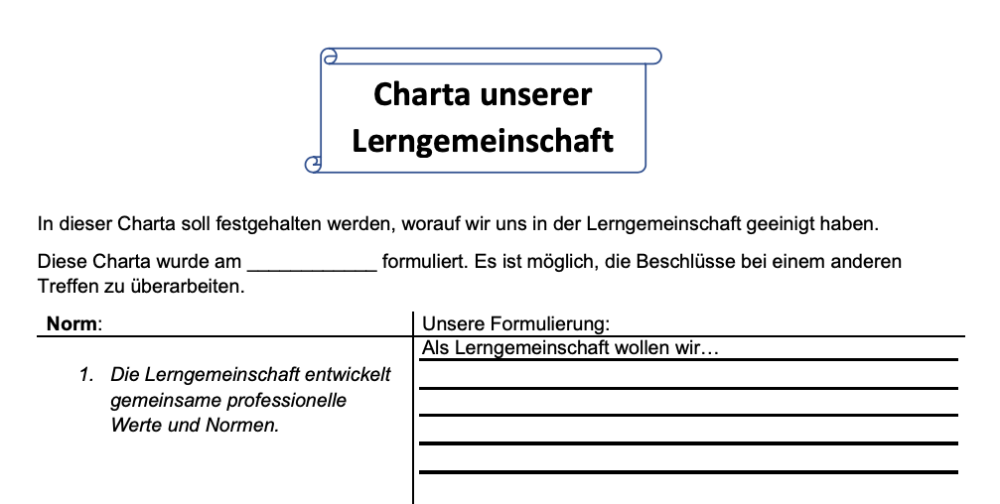 Charta unserer
Lerngemeinschaft
In dieser Charta soll festgehalten werden, worauf wir uns in der Lerngemeinschaft geeinigt haben.
Diese Charta wurde am ____________ formuliert. Es ist möglich, die Beschlüsse bei einem anderen
Treffen zu überarbeiten.
Norm:
Unsere Formulierung:
1. Die Lerngemeinschaft entwickelt
gemeinsame professionelle
Werte und Normen.
Als Lerngemeinschaft wollen wir…